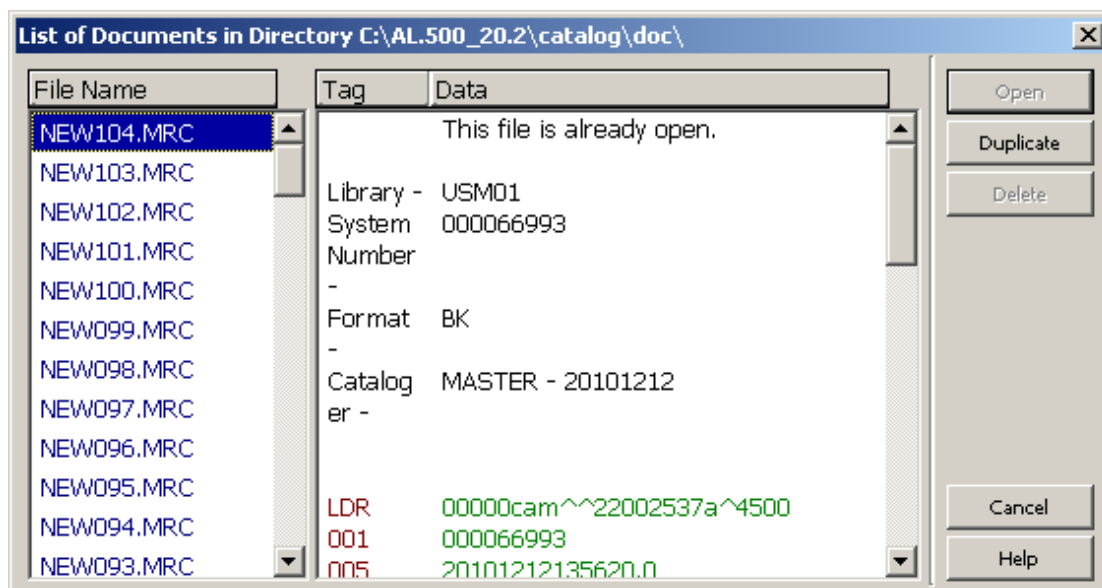 List of Documents in Directory C:\AL.500_20.2\catalog\doc\
File Name
NEW104.MRC
NEW103.MRC
NEW102.MRC
NEW101.MRC
NEW100.MRC
NEW099.MRC
NEW098.MRC
NEW097.MRC
NEW096.MRC
NEW095.MRC
NEW094.MRC
NEW093.MRC
Tag Data
This file is already open.
Library - USM01
System 000066993
Number
-
Format BK
-
Catalog MASTER - 20101212
er -
LDR 00000cam^^22002537a^4500
001 000066993
005 20101212135620.0
Open
Duplicate
Delete
Cancel
Help